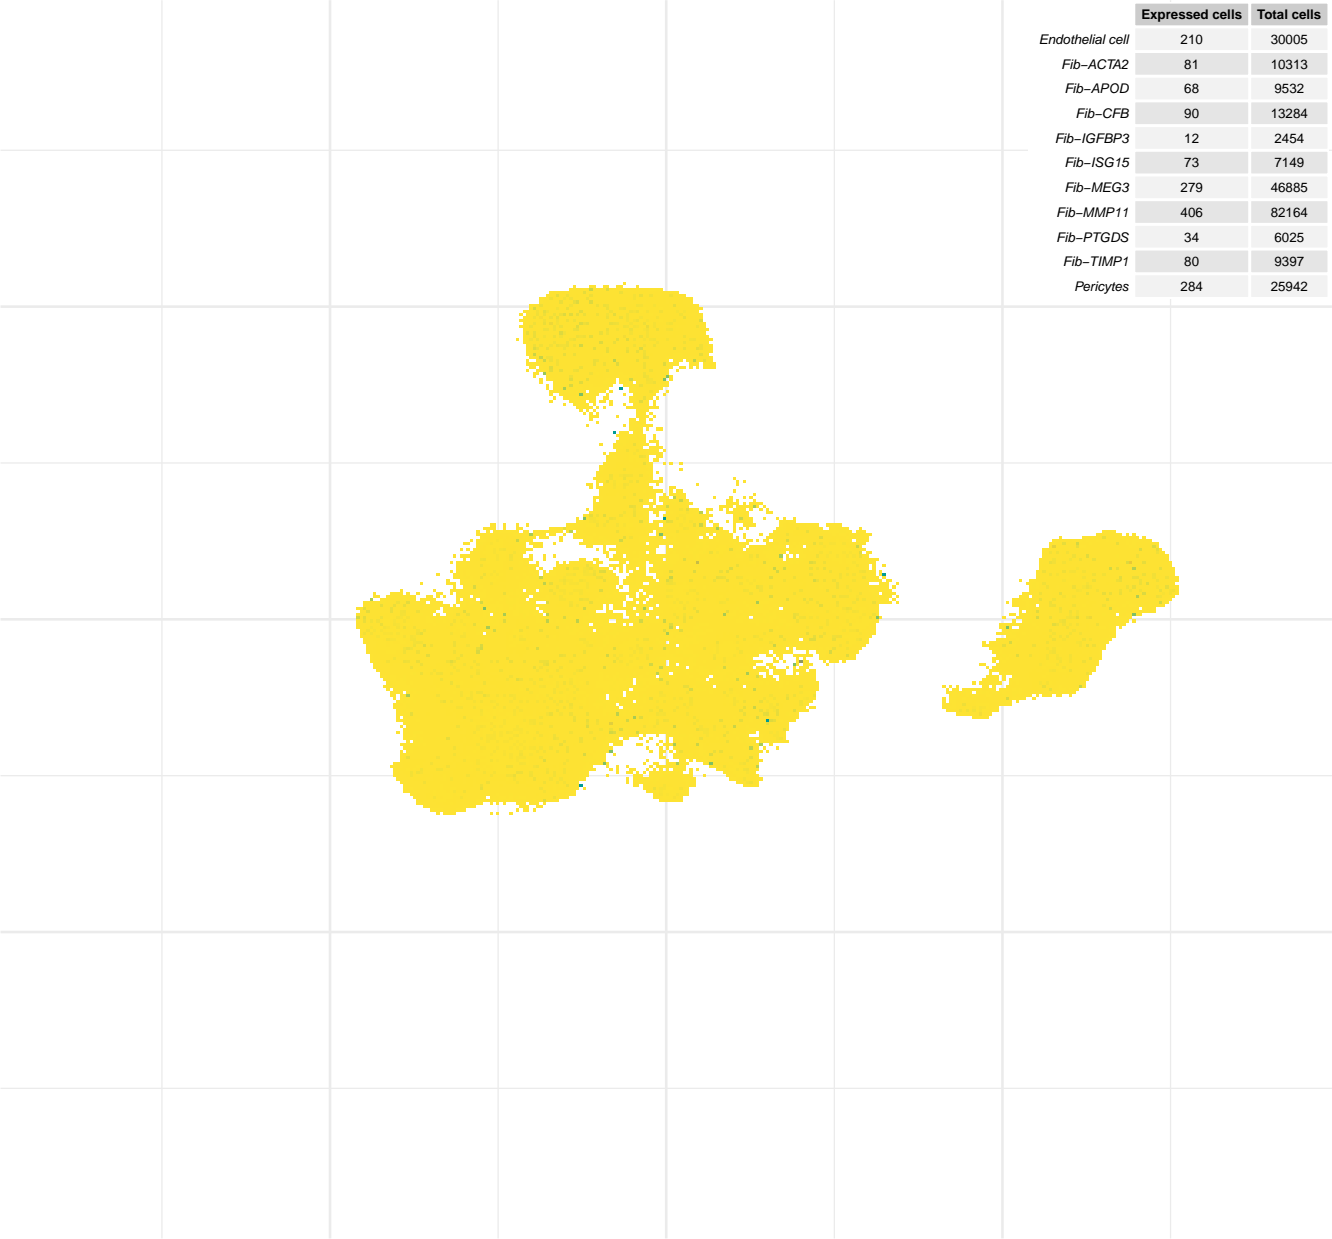 Expressed cells Total cells
Endothelial cell 210 30005
Fib−ACTA2 81 10313
Fib−APOD 68 9532
Fib−CFB 90 13284
Fib−IGFBP3 12 2454
Fib−ISG15 73 7149
Fib−MEG3 279 46885
Fib−MMP11 406 82164
Fib−PTGDS 34 6025
Fib−TIMP1 80 9397
Pericytes 284 25942